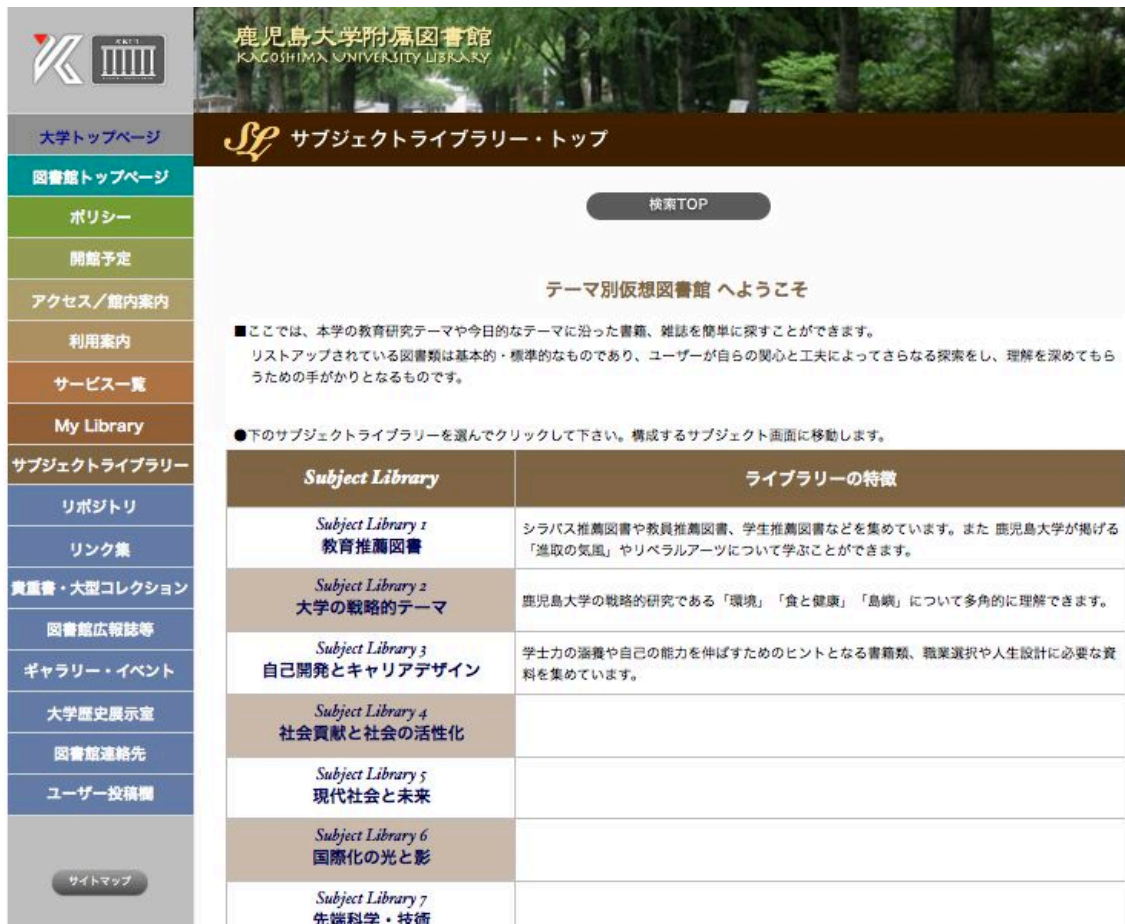 鹿児島大学附属図書館
KAGOSHIMA UNIVERSITY LIBRARY
大学トップページ
図書館トップページ
ポリシー
開館予定
アクセス／館内案内
利用案内
サービス一覧
My Library
サブジェクトライブラリー
リポジトリ
リンク集
貴重書・大型コレクション
図書館広報誌等
ギャラリー・イベント
大学歴史展示室
図書館連絡先
ユーザー投稿欄
サイトマップ
SL サブジェクトライブラリー・トップ
検索TOP
テーマ別仮想図書館 へようこそ
■ここでは、本学の教育研究テーマや今日的なテーマに沿った書籍、雑誌を簡単に探すことができます。
リストアップされている図書類は基本的・標準的なものであり、ユーザーが自らの関心と工夫によってさらなる探索をし、理解を深めてもら
うための手がかりとなるものです。
●下のサブジェクトライブラリーを選んでクリックして下さい。構成するサブジェクト画面に移動します。
Subject Library
ライブラリーの特徴
Subject Library 1
教育推薦図書
シラバス推薦図書や教員推薦図書、学生推薦図書などを集めています。また 鹿児島大学が掲げる
「進取の気風」やリベラルアーツについて学ぶことができます。
Subject Library 2
大学の戦略的テーマ
鹿児島大学の戦略的研究である「環境」「食と健康」「島嶼」について多角的に理解できます。
Subject Library 3
自己開発とキャリアデザイン
学士力の涵養や自己の能力を伸ばすためのヒントとなる書籍類、職業選択や人生設計に必要な資
料を集めています。
Subject Library 4
社会貢献と社会の活性化
Subject Library 5
現代社会と未来
Subject Library 6
国際化の光と影
Subject Library 7
先端科学・技術